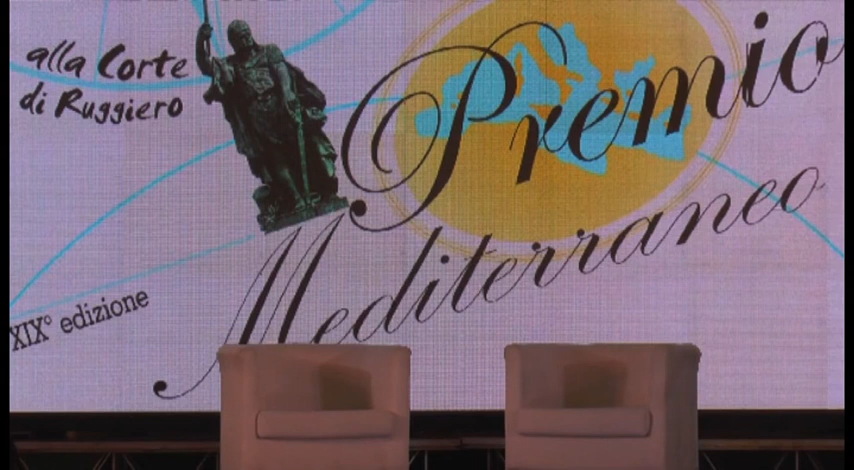 alla Corte
di Ruggiero
Premio
Mediterraneo
XIX° edizione